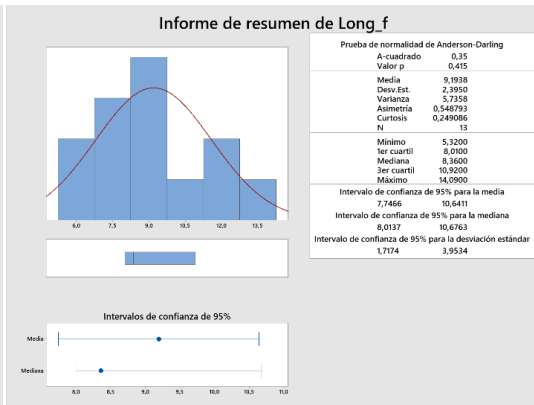 Informe de resumen de Long_f
6,0 7,5 9,0 10,5 12,0 13,5
Intervalos de confianza de 95%
Media
Mediana
8,0 8,5 9,0 9,5 10,0 10,5 11,0
Prueba de normalidad de Anderson-Darling
A-cuadrado 0,35
Valor p 0,415
Media 9,1938
Desv.Est. 2,3950
Varianza 5,7358
Asimetría 0,548793
Curtosis 0,249086
N 13
Mínimo 5,3200
1er cuartil 8,0100
Mediana 8,3600
3er cuartil 10,9200
Máximo 14,0900
Intervalo de confianza de 95% para la media
7,7466 10,6411
Intervalo de confianza de 95% para la mediana
8,0137 10,6763
Intervalo de confianza de 95% para la desviación estándar
1,7174 3,9534